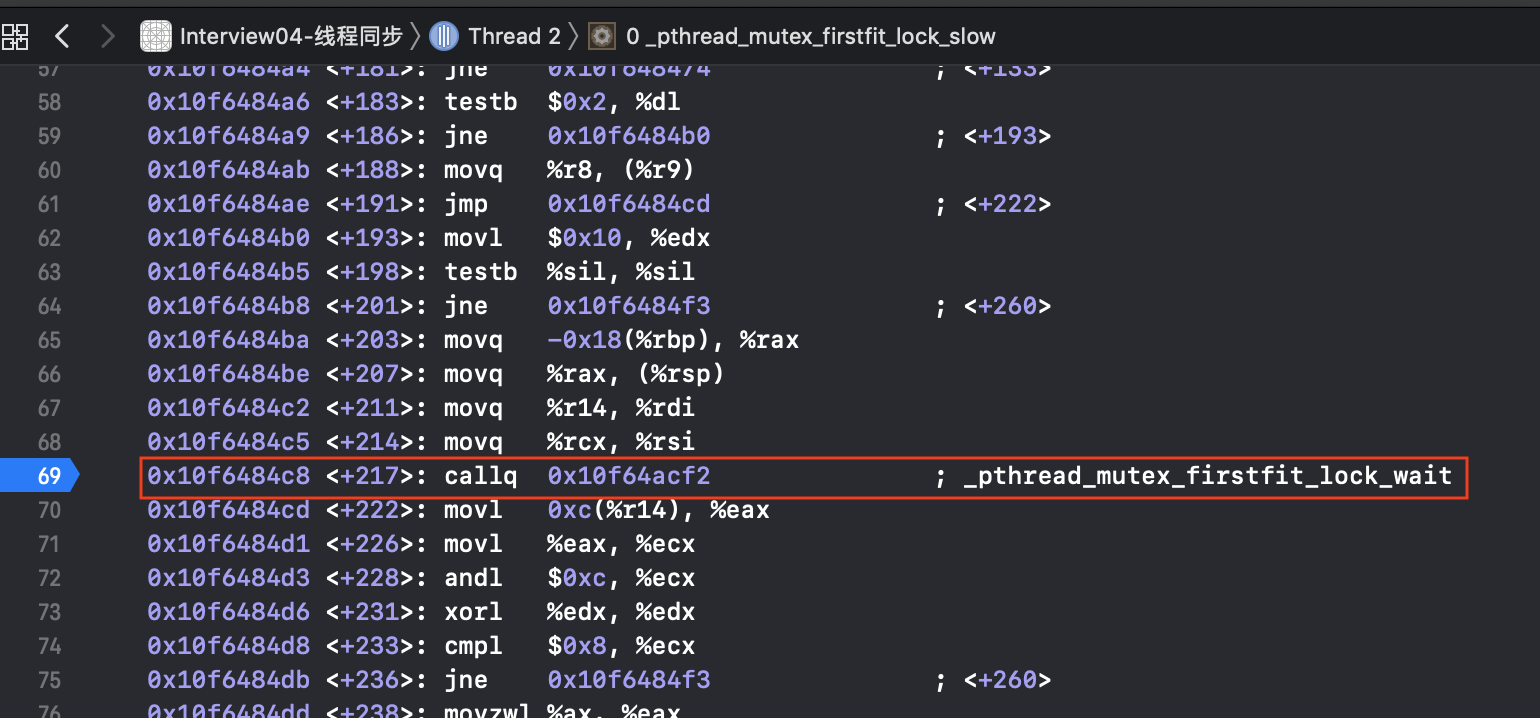 Interview04-线程同步 〉 Thread 2 〉 0 _pthread_mutex_firstfit_lock_slow
57 0x10f6484a4 <+181>: jne 0x10f648474 ; <+133>
58 0x10f6484a6 <+183>: testb $0x2, %dl
59 0x10f6484a9 <+186>: jne 0x10f6484b0 ; <+193>
60 0x10f6484ab <+188>: movq %r8, (%r9)
61 0x10f6484ae <+191>: jmp 0x10f6484cd ; <+222>
62 0x10f6484b0 <+193>: movl $0x10, %edx
63 0x10f6484b5 <+198>: testb %sil, %sil
64 0x10f6484b8 <+201>: jne 0x10f6484f3 ; <+260>
65 0x10f6484ba <+203>: movq -0x18(%rbp), %rax
66 0x10f6484be <+207>: movq %rax, (%rsp)
67 0x10f6484c2 <+211>: movq %r14, %rdi
68 0x10f6484c5 <+214>: movq %rcx, %rsi
69 0x10f6484c8 <+217>: callq 0x10f64acf2 ; _pthread_mutex_firstfit_lock_wait
70 0x10f6484cd <+222>: movl 0xc(%r14), %eax
71 0x10f6484d1 <+226>: movl %eax, %ecx
72 0x10f6484d3 <+228>: andl $0xc, %ecx
73 0x10f6484d6 <+231>: xorl %edx, %edx
74 0x10f6484d8 <+233>: cmpl $0x8, %ecx
75 0x10f6484db <+236>: jne 0x10f6484f3 ; <+260>
76 0x10f6484dd <+238>: movzwl %ax, %eax